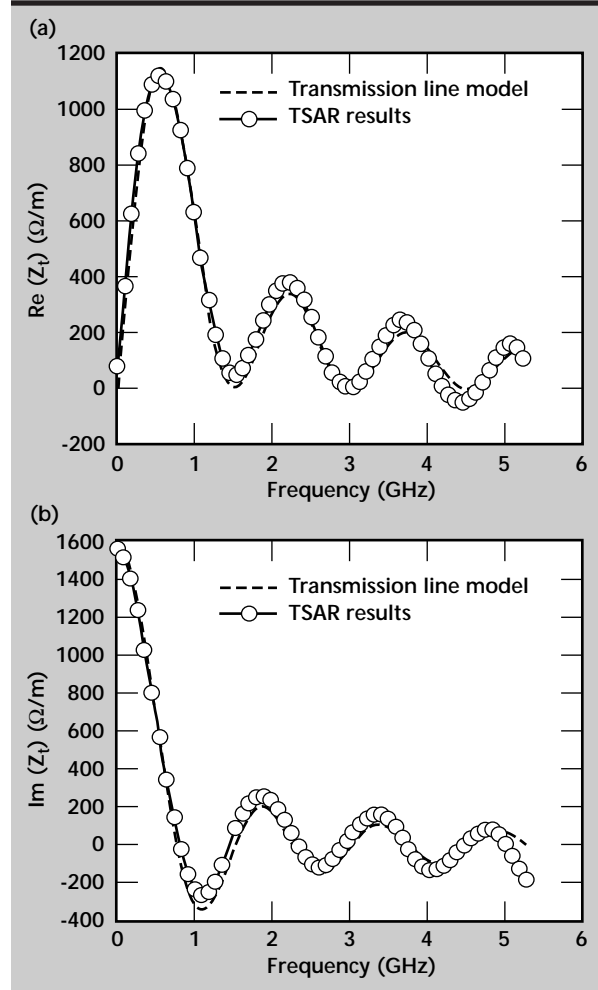 (a)
1200
1000
800
600
400
200
0
-200
Re (Zt) (Ω/m)
Transmission line model
TSAR results
0 1 2 3 4 5 6
Frequency (GHz)
(b)
1600
1400
1200
1000
800
600
400
200
0
-200
-400
Im (Zt) (Ω/m)
Transmission line model
TSAR results
0 1 2 3 4 5 6
Frequency (GHz)